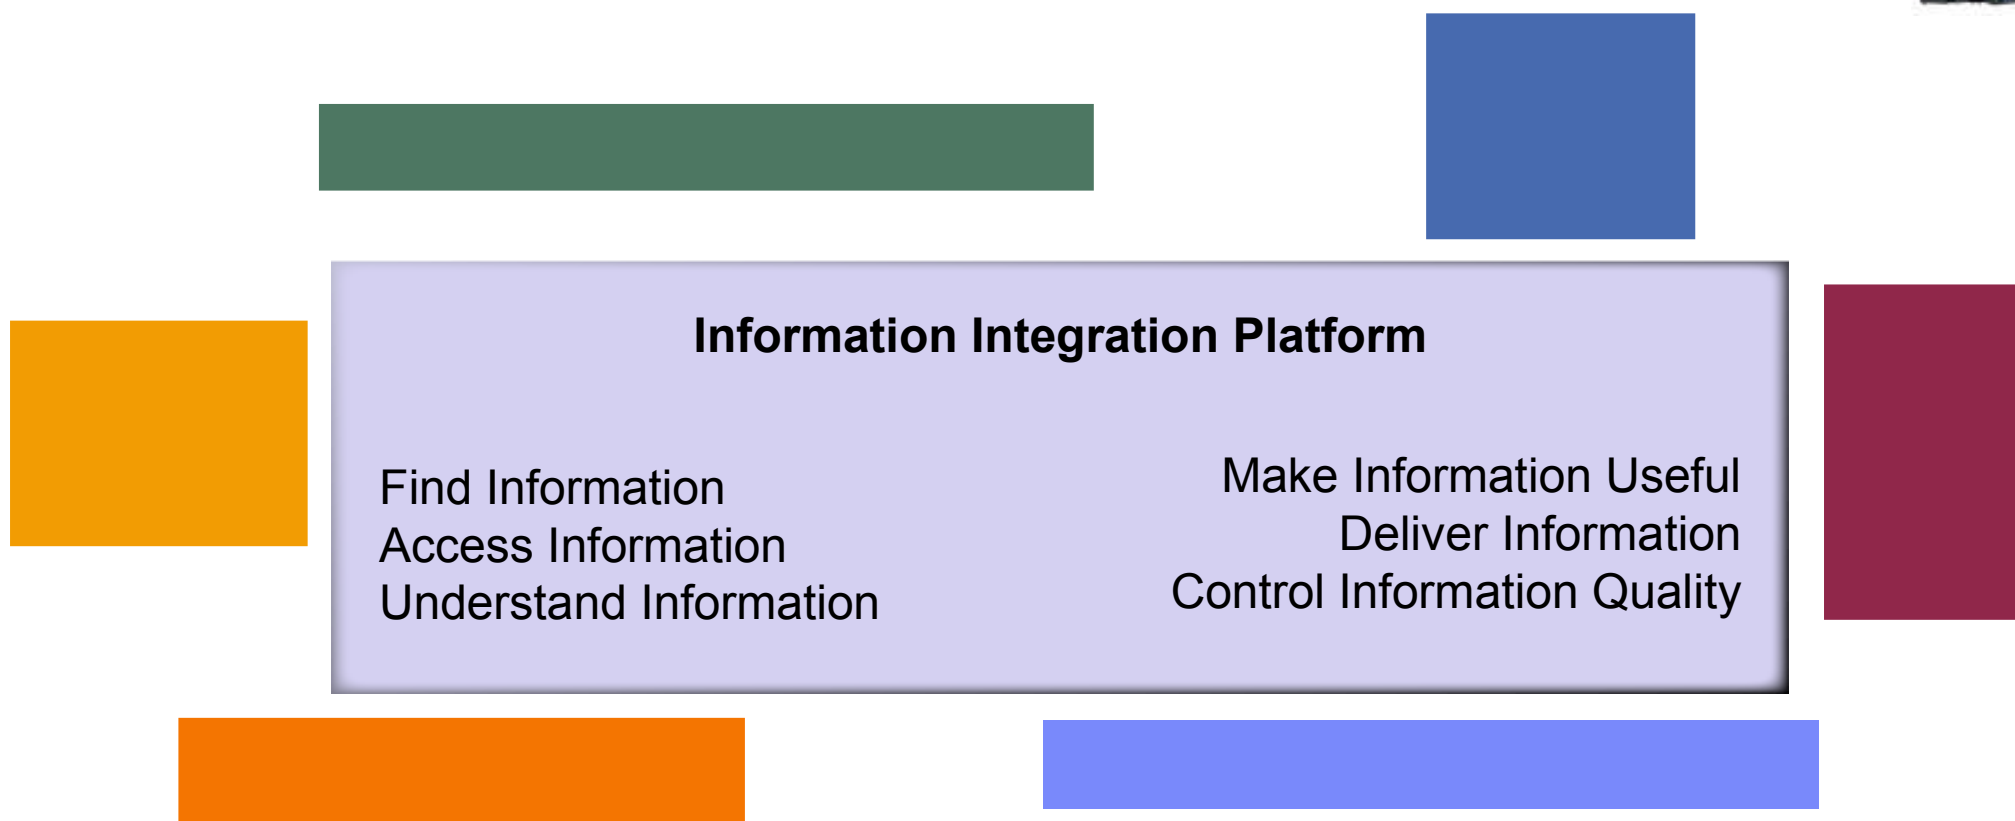 Information Integration Platform
Find Information
Access Information
Understand Information
Make Information Useful
Deliver Information
Control Information Quality